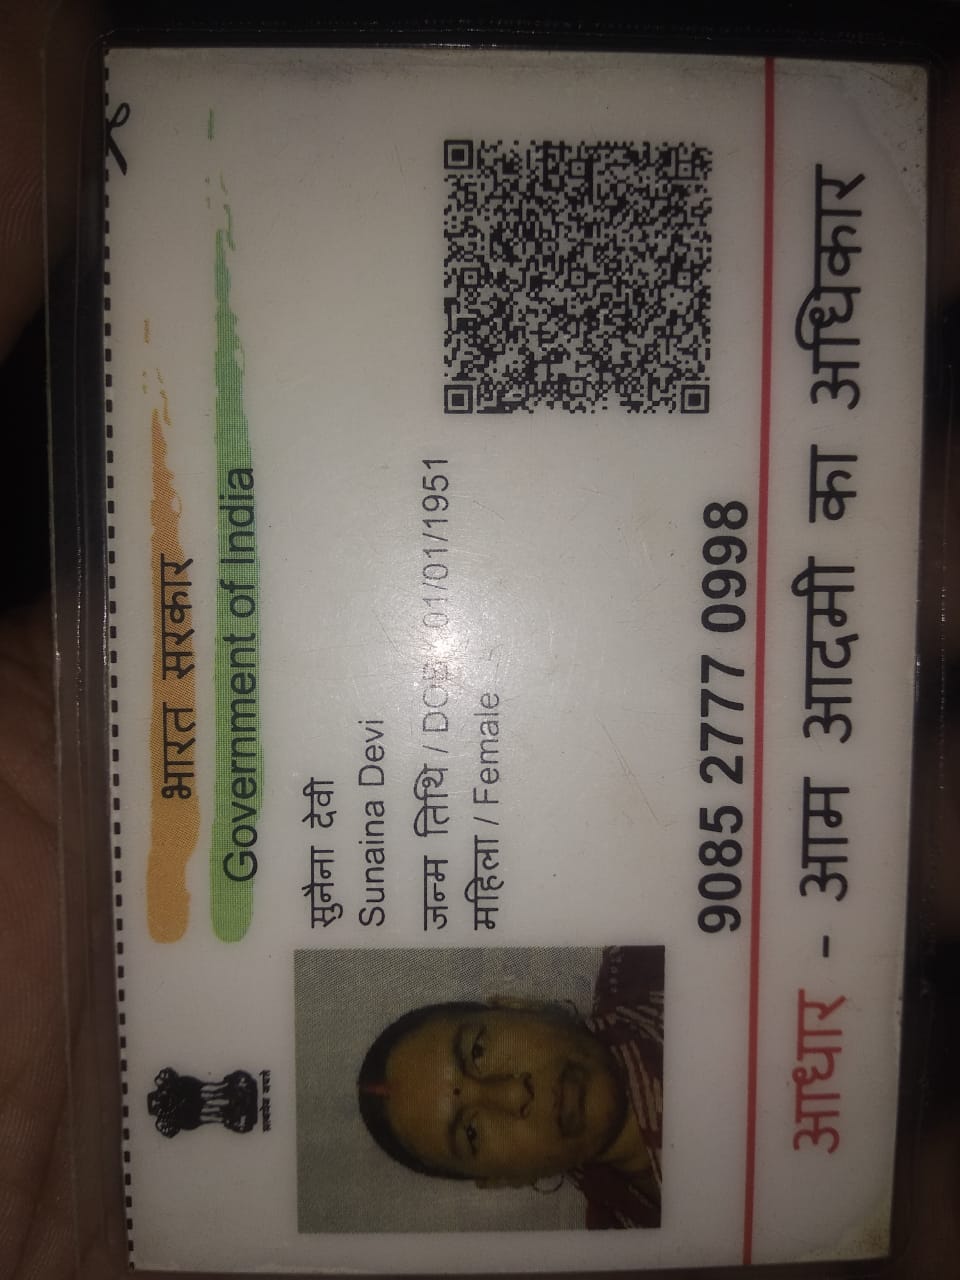 भारत सरकार
Government of India
सुनैना देवी
Sunaina Devi
जन्म तिथि / DOB 01/01/1951
महिला / Female
9085 2777 0998
आधार - आम आदमी का अधिकार
सत्यमेव जयते